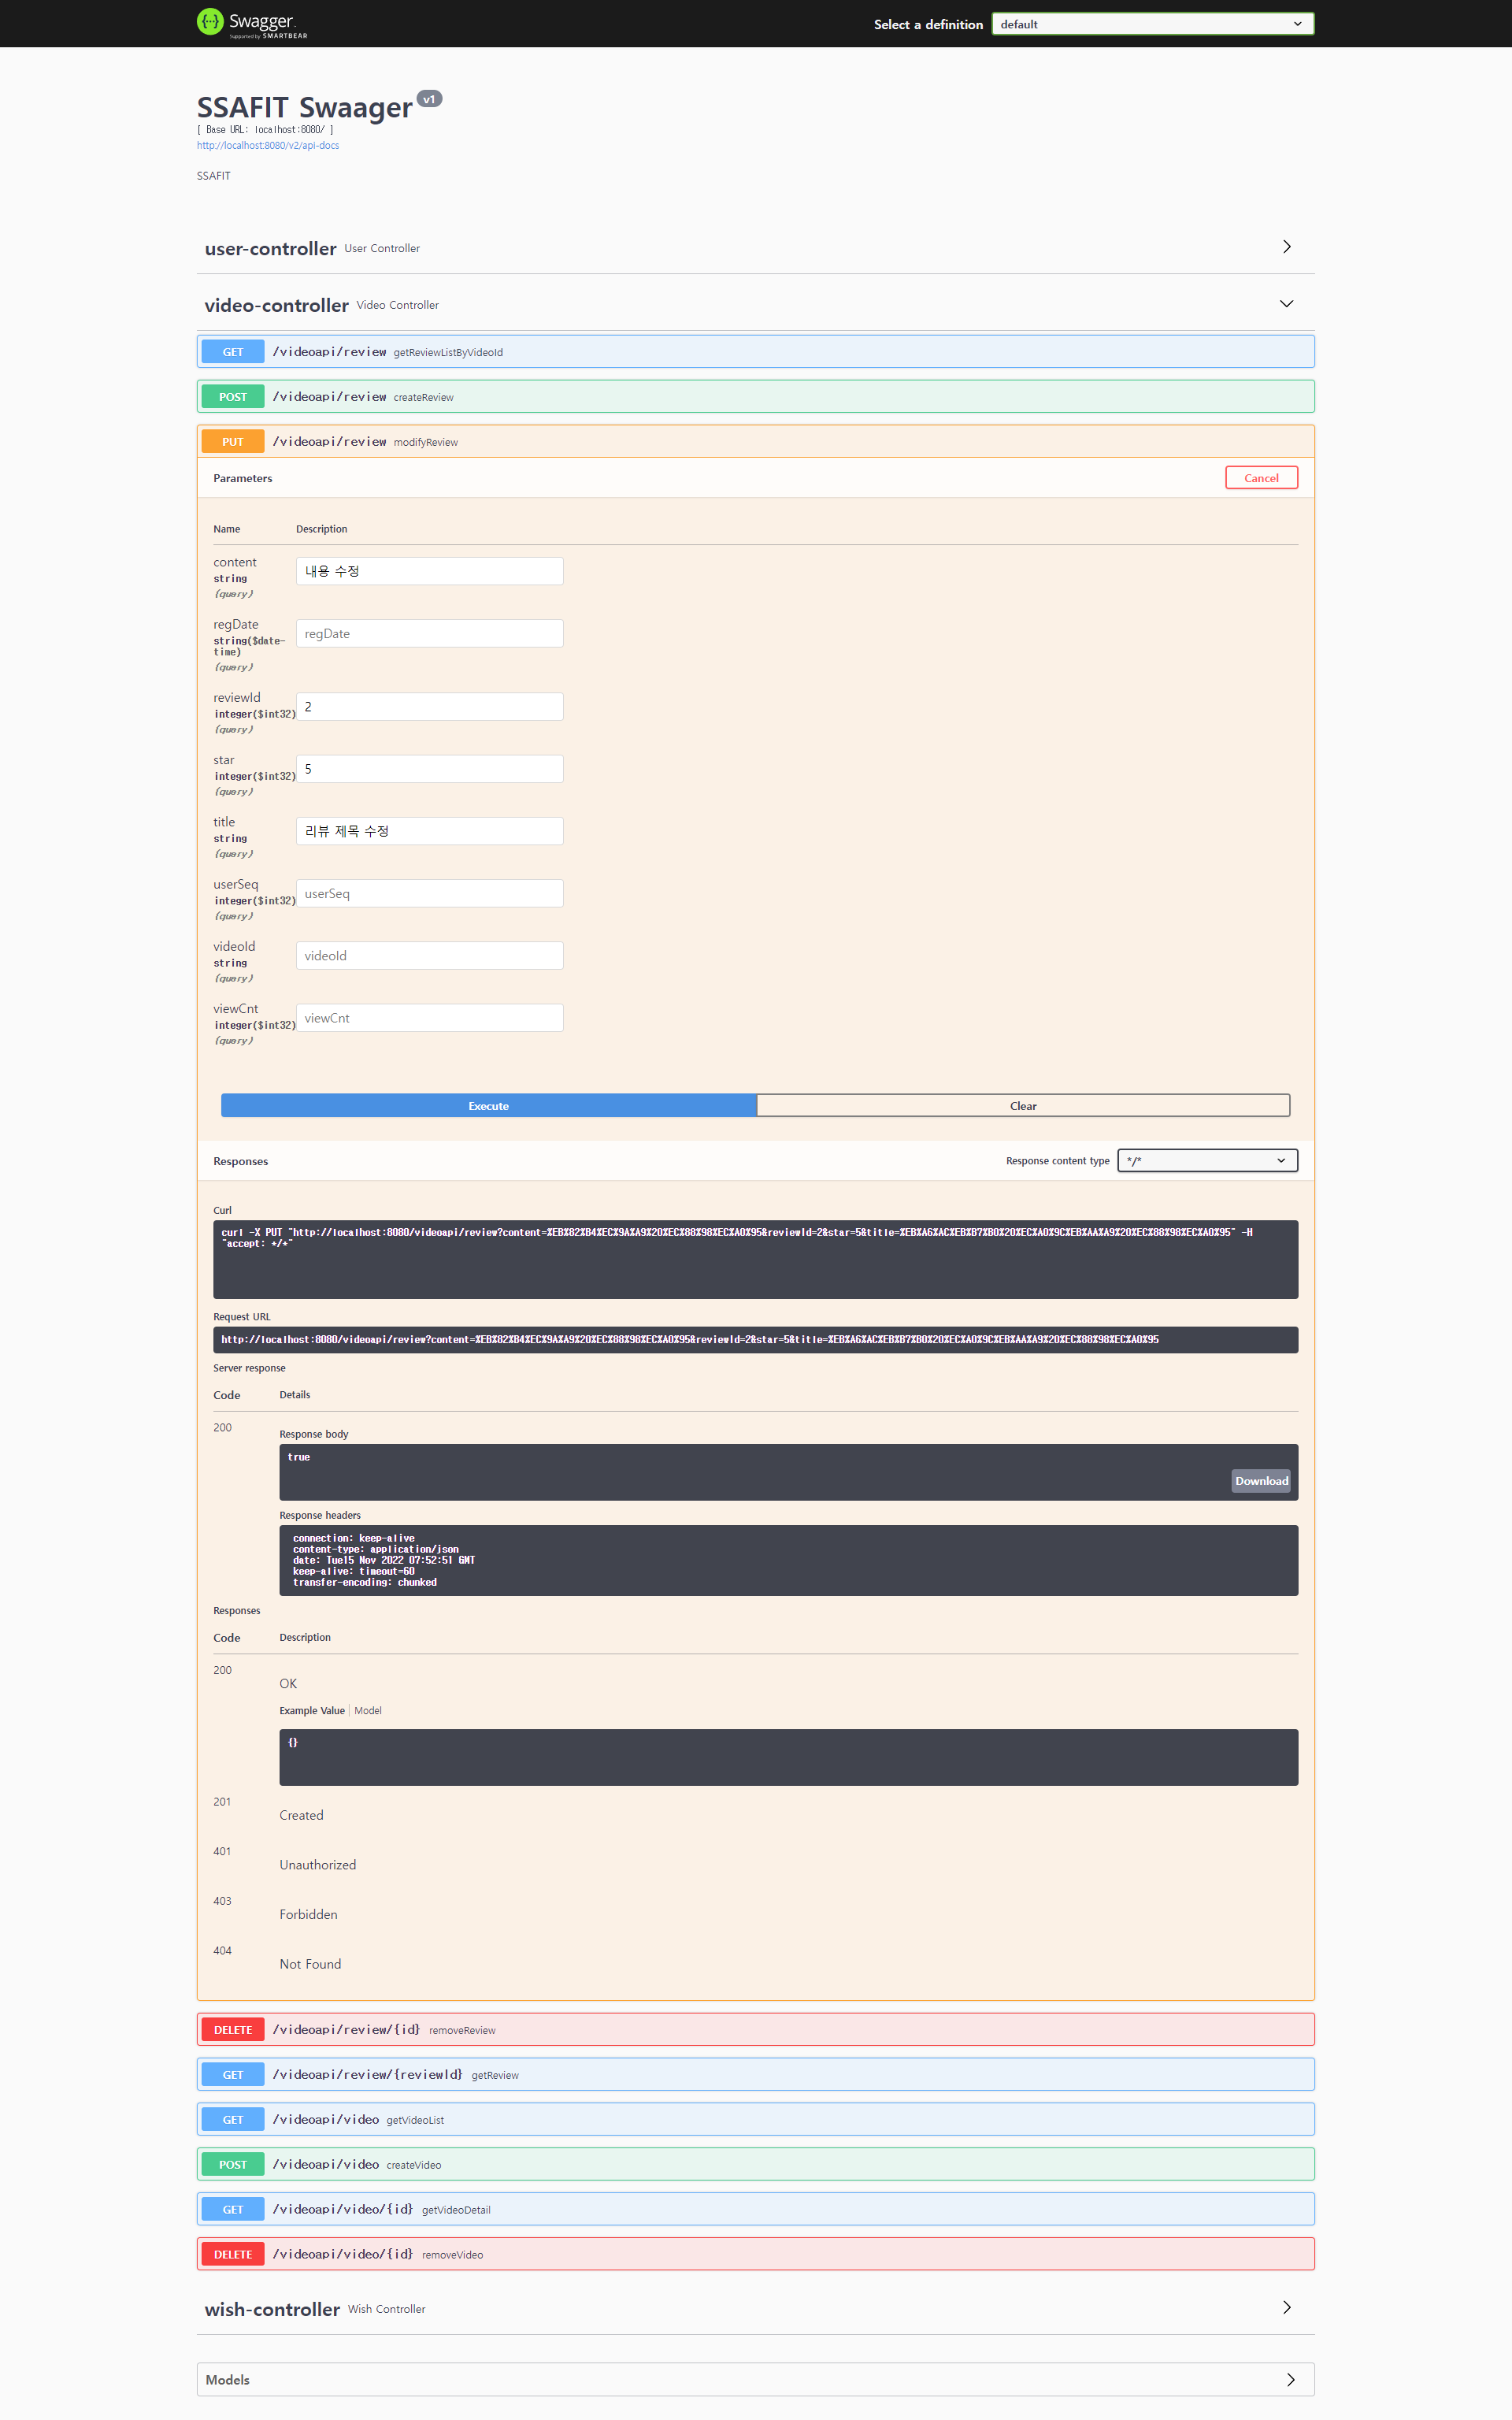 Swagger.
Supported by SMARTBEAR
Select a definition
default
SSAFIT Swaager v1
[ Base URL: localhost:8080/ ]
http://localhost:8080/v2/api-docs
SSAFIT
user-controller User Controller
video-controller Video Controller
GET /videoapi/review getReviewListByVideoId
POST /videoapi/review createReview
PUT /videoapi/review modifyReview
Parameters
Cancel
Name Description
content
string
(query)
내용 수정
regDate
string($date-
time)
(query)
regDate
reviewId
integer($int32)
(query)
2
star
integer($int32)
(query)
5
title
string
(query)
리뷰 제목 수정
userSeq
integer($int32)
(query)
userSeq
videoId
string
(query)
videoId
viewCnt
integer($int32)
(query)
viewCnt
Execute
Clear
Responses
Response content type
*/*
Curl
curl -X PUT "http://localhost:8080/videoapi/review?content=%EB%82%B4%EC%9A%A9%20%EC%88%98%EC%A0%95&reviewId=2&star=5&title=%EB%A6%AC%EB%B7%B0%20%EC%A0%9C%EB%AA%A9%20%EC%88%98%EC%A0%95" -H
"accept: */*"
Request URL
http://localhost:8080/videoapi/review?content=%EB%82%B4%EC%9A%A9%20%EC%88%98%EC%A0%95&reviewId=2&star=5&title=%EB%A6%AC%EB%B7%B0%20%EC%A0%9C%EB%AA%A9%20%EC%88%98%EC%A0%95
Server response
Code Details
200
Response body
true
Download
Response headers
connection: keep-alive
content-type: application/json
date: Tue15 Nov 2022 07:52:51 GMT
keep-alive: timeout=60
transfer-encoding: chunked
Responses
Code Description
200
OK
Example Value Model
{}
201
Created
401
Unauthorized
403
Forbidden
404
Not Found
DELETE /videoapi/review/{id} removeReview
GET /videoapi/review/{reviewId} getReview
GET /videoapi/video getVideoList
POST /videoapi/video createVideo
GET /videoapi/video/{id} getVideoDetail
DELETE /videoapi/video/{id} removeVideo
wish-controller Wish Controller
Models